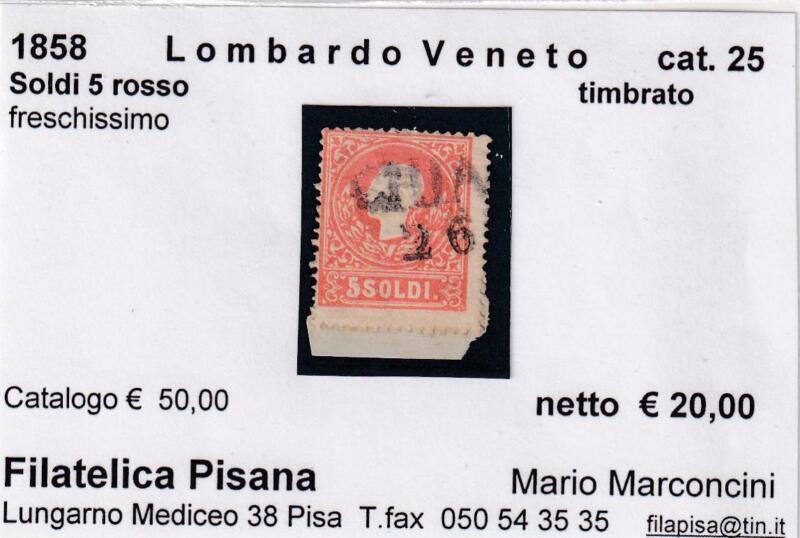 1858 Lombardo Veneto cat. 25
Soldi 5 rosso timbrato
freschissimo
26
5 SOLDI.
Catalogo € 50,00 netto € 20,00
Filatelica Pisana Mario Marconcini
Lungarno Mediceo 38 Pisa T.fax 050 54 35 35 filapisa@tin.it